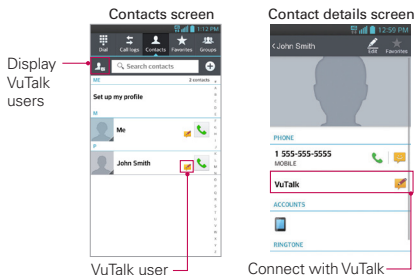 Contacts screen
Contact details screen
1:12 PM
Dial
Call logs
Contacts
Favorites
Groups
Search contacts
ME
2 contacts
Set up my profile
M
Me
P
John Smith
Display
VuTalk
users
VuTalk user
12:59 PM
John Smith
Edit
Favorites
PHONE
1 555-555-5555
MOBILE
VuTalk
ACCOUNTS
RINGTONE
Connect with VuTalk